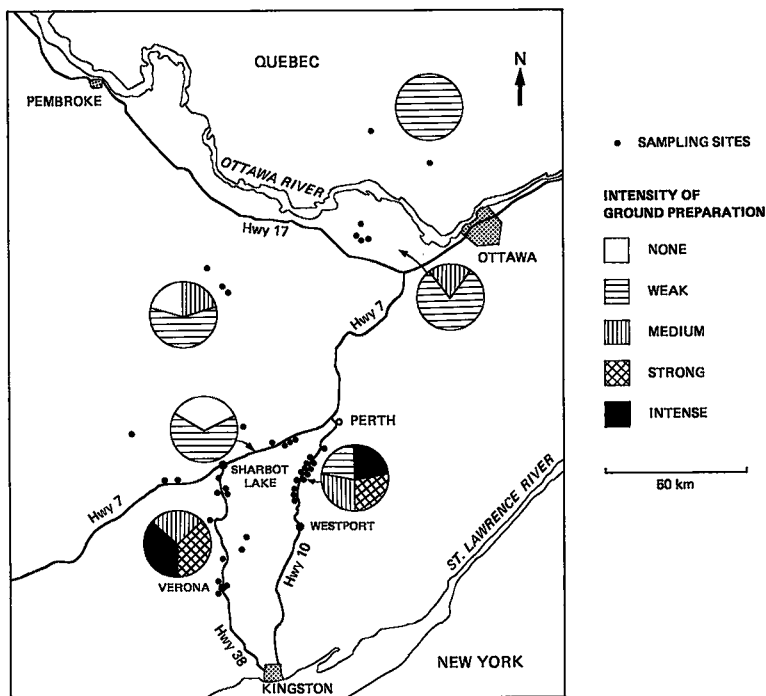 QUEBEC
N
PEMBROKE
OTTAWA RIVER
Hwy 17
OTTAWA
Hwy 7
PERTH
SHARBOT
LAKE
Hwy 7
WESTPORT
VERONA
Hwy 10
Hwy 38
KINGSTON
ST. LAWRENCE RIVER
NEW YORK
SAMPLING SITES
INTENSITY OF
GROUND PREPARATION
NONE
WEAK
MEDIUM
STRONG
INTENSE
50 km